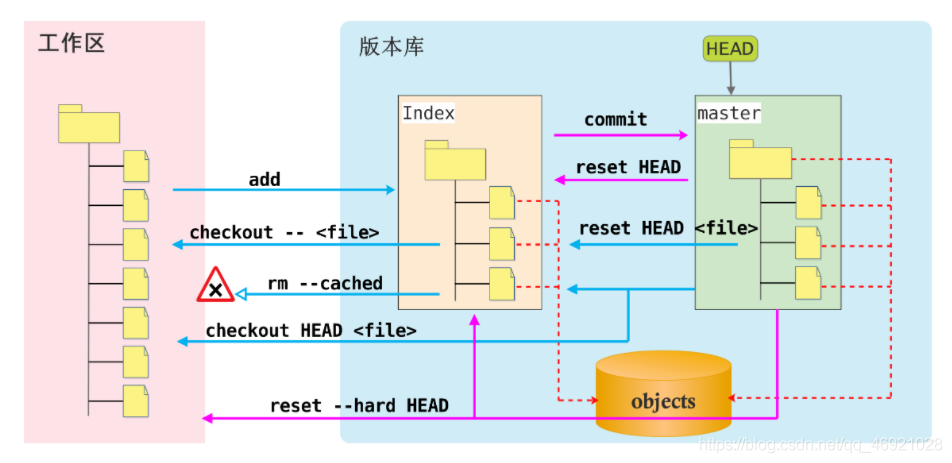 工作区
版本库
HEAD
Index
master
commit
reset HEAD
add
checkout -- <file>
reset HEAD <file>
rm --cached
checkout HEAD <file>
reset --hard HEAD
objects
https://blog.csdn.net/qq_46921028